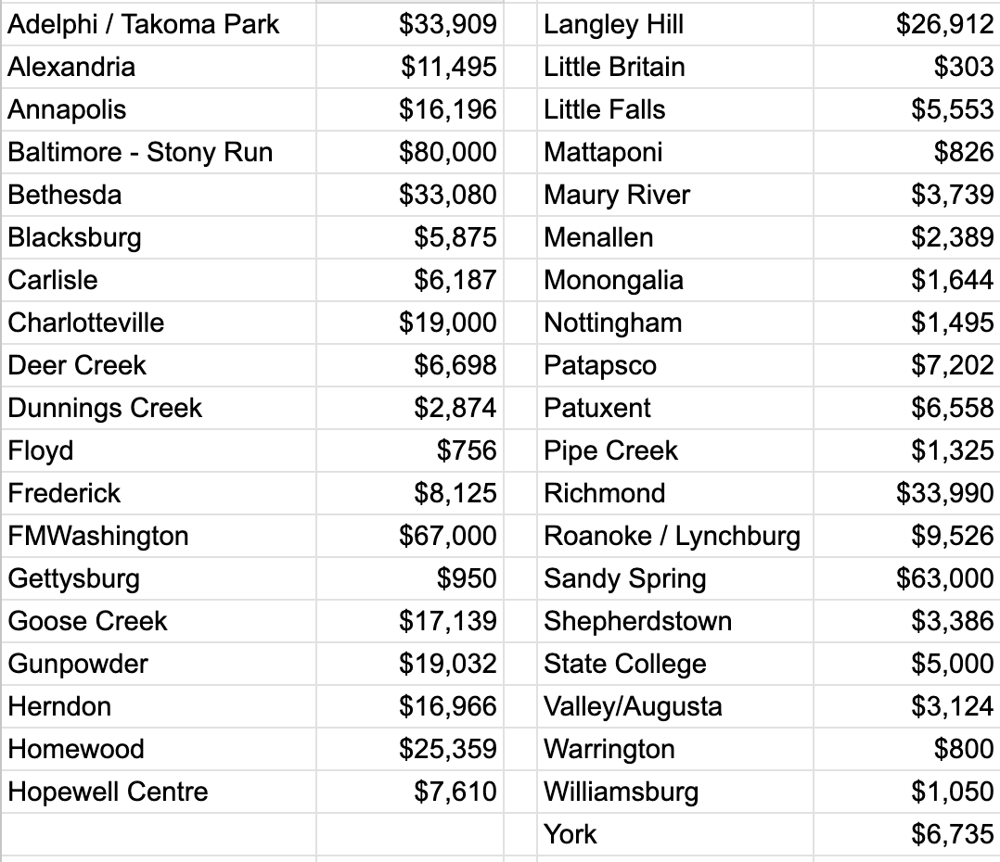 Adelphi / Takoma Park $33,909 Langley Hill $26,912
Alexandria $11,495 Little Britain $303
Annapolis $16,196 Little Falls $5,553
Baltimore - Stony Run $80,000 Mattaponi $826
Bethesda $33,080 Maury River $3,739
Blacksburg $5,875 Menallen $2,389
Carlisle $6,187 Monongalia $1,644
Charlotteville $19,000 Nottingham $1,495
Deer Creek $6,698 Patapsco $7,202
Dunnings Creek $2,874 Patuxent $6,558
Floyd $756 Pipe Creek $1,325
Frederick $8,125 Richmond $33,990
FMWashington $67,000 Roanoke / Lynchburg $9,526
Gettysburg $950 Sandy Spring $63,000
Goose Creek $17,139 Shepherdstown $3,386
Gunpowder $19,032 State College $5,000
Herndon $16,966 Valley/Augusta $3,124
Homewood $25,359 Warrington $800
Hopewell Centre $7,610 Williamsburg $1,050
York $6,735